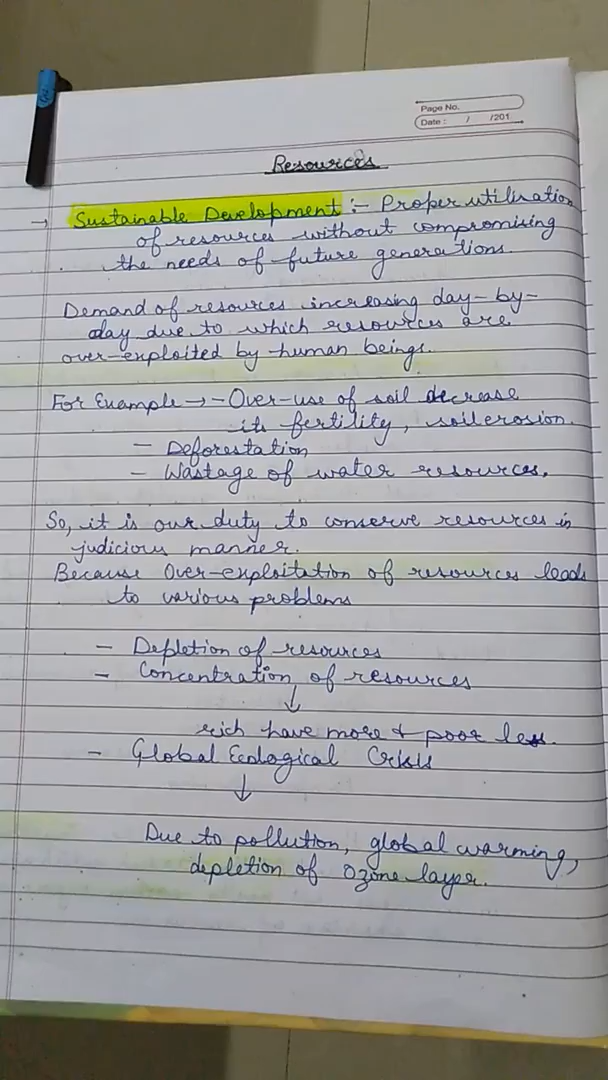 Page No.
Date : / /201
Resources
→ Sustainable Development :- Proper utilisation
of resources without compromising
the needs of future generations.
Demand of resources increasing day-by-
day due to which resources are
over-exploited by human beings.
For Example → - Over-use of soil decrease
its fertility, soil erosion.
- Deforestation
- Wastage of water resources.
So, it is our duty to conserve resources in
judicious manner.
Because Over-exploitation of resources leads
to various problems
- Depletion of resources
- Concentration of resources
↓
rich have more & poor less.
- Global Ecological Crisis
↓
Due to pollution, global warming,
depletion of Ozone layer.